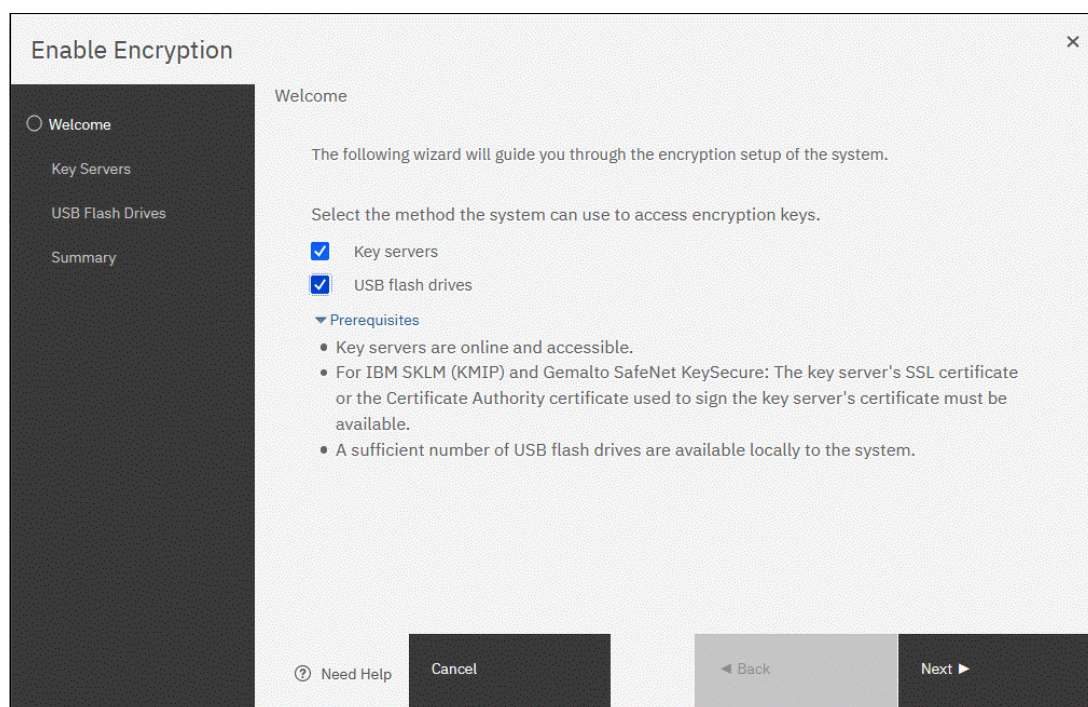 Enable Encryption
×
Welcome
Key Servers
USB Flash Drives
Summary
Welcome
The following wizard will guide you through the encryption setup of the system.
Select the method the system can use to access encryption keys.
Key servers
USB flash drives
Prerequisites
• Key servers are online and accessible.
• For IBM SKLM (KMIP) and Gemalto SafeNet KeySecure: The key server's SSL certificate
or the Certificate Authority certificate used to sign the key server's certificate must be
available.
• A sufficient number of USB flash drives are available locally to the system.
? Need Help
Cancel
◄ Back
Next ►